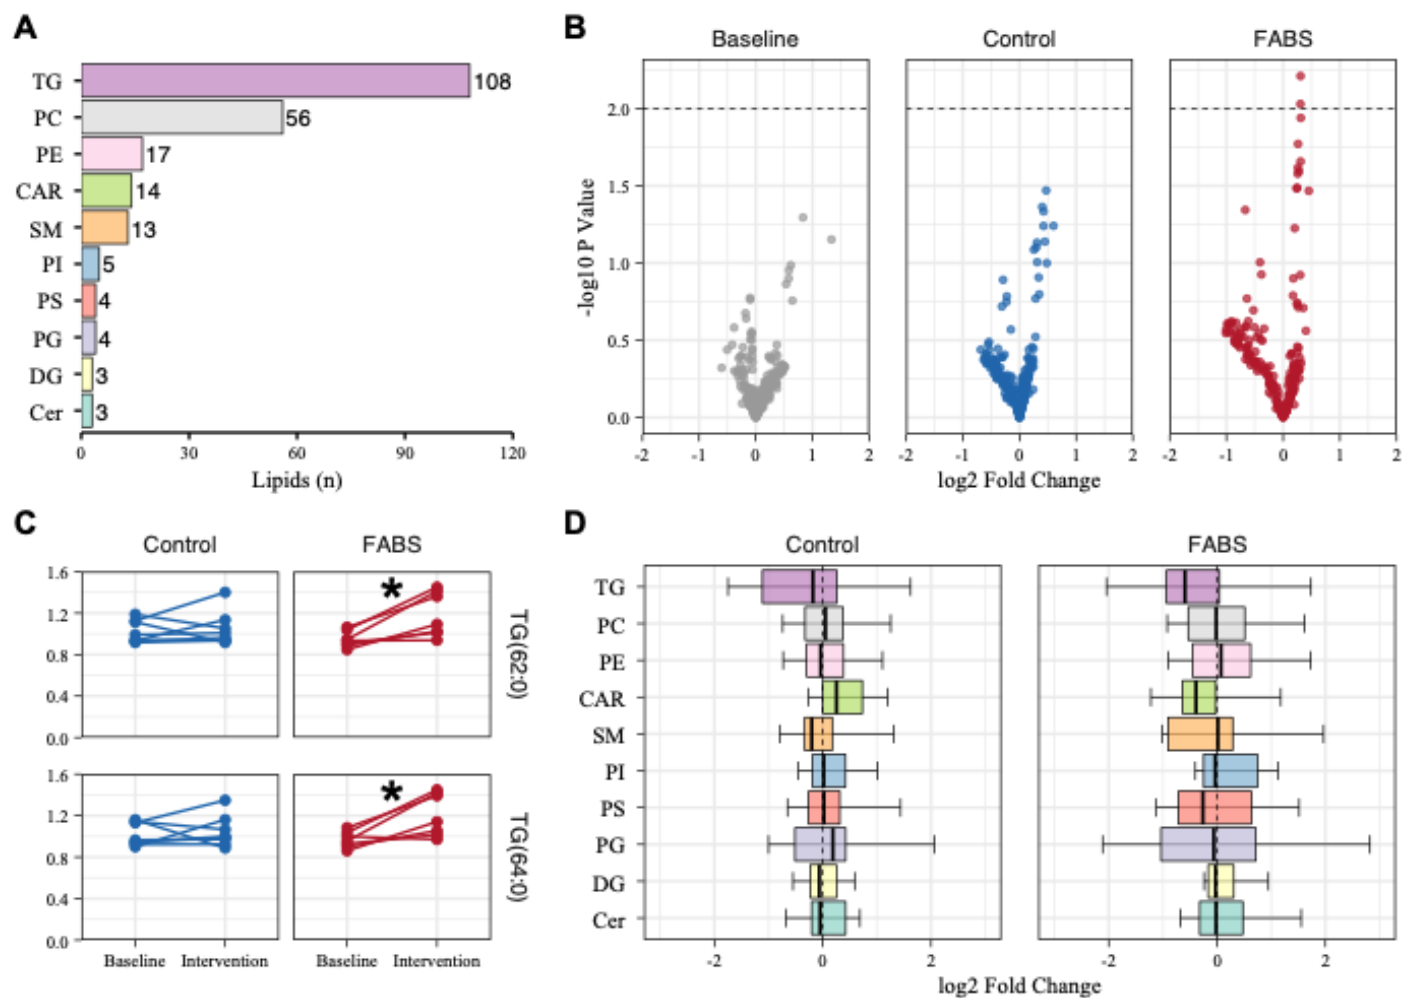 A
TG
108
PC
56
PE
17
CAR
14
SM
13
PI
5
PS
4
PG
4
DG
3
Cer
3
0 30 60 90 120
Lipids (n)
B
Baseline Control FABS
-log10 P Value
2.0
1.5
1.0
0.5
0.0
-2 -1 0 1 2 -2 -1 0 1 2 -2 -1 0 1 2
log2 Fold Change
C
Control FABS
1.6
1.2
0.8
0.4
0.0
*
TG(62:0)
1.6
1.2
0.8
0.4
0.0
*
TG(64:0)
Baseline Intervention Baseline Intervention
D
Control FABS
TG
PC
PE
CAR
SM
PI
PS
PG
DG
Cer
-2 0 2 -2 0 2
log2 Fold Change